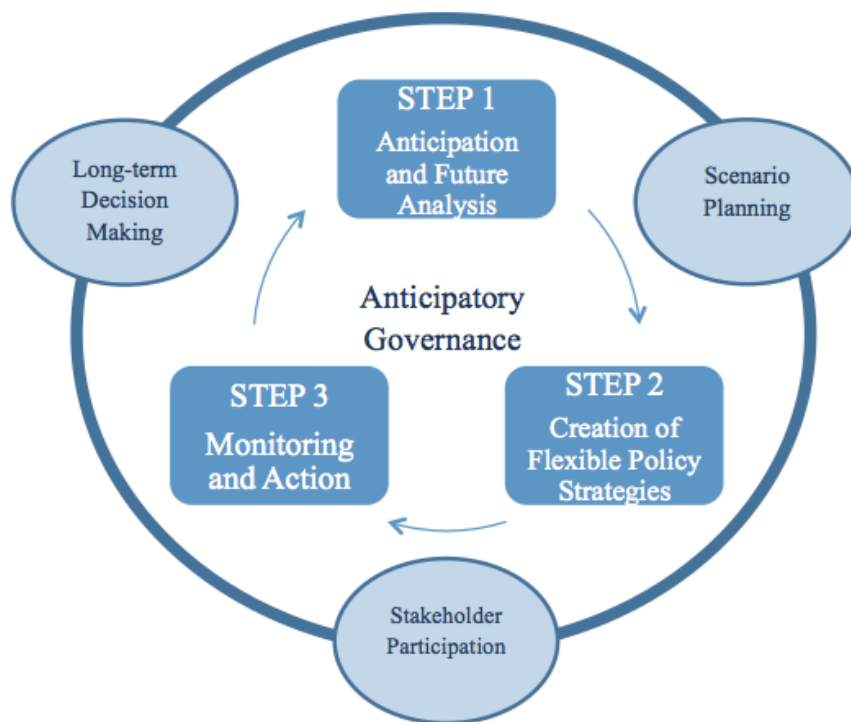 STEP 1
Anticipation
and Future
Analysis
Long-term
Decision
Making
Scenario
Planning
Anticipatory
Governance
STEP 3
Monitoring
and Action
STEP 2
Creation of
Flexible Policy
Strategies
Stakeholder
Participation